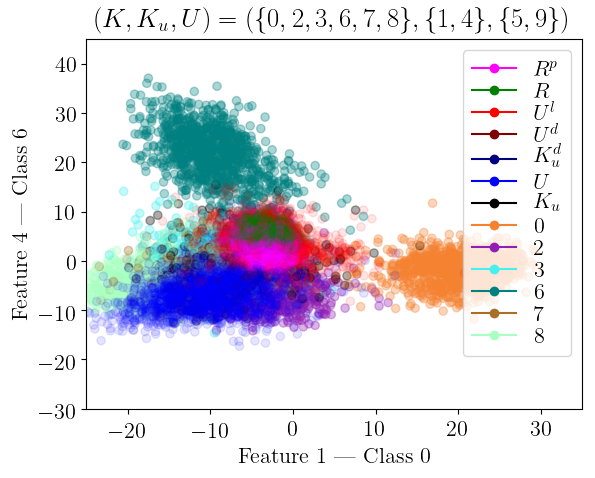 (K, K_u, U) = ({0, 2, 3, 6, 7, 8}, {1, 4}, {5, 9})
40
30
20
10
0
−10
−20
−30
Feature 4 — Class 6
R^p
R
U^l
U^d
K_u^d
U
K_u
0
2
3
6
7
8
−20
−10
0
10
20
30
Feature 1 — Class 0